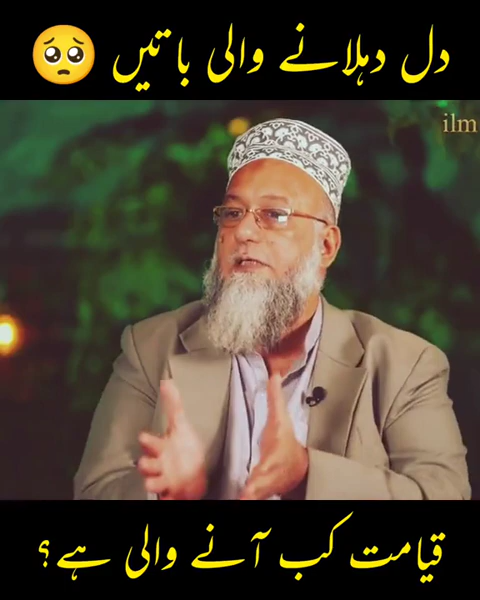 دل دہلانے والی باتیں 🥺
ilm
قیامت کب آنے والی ہے؟